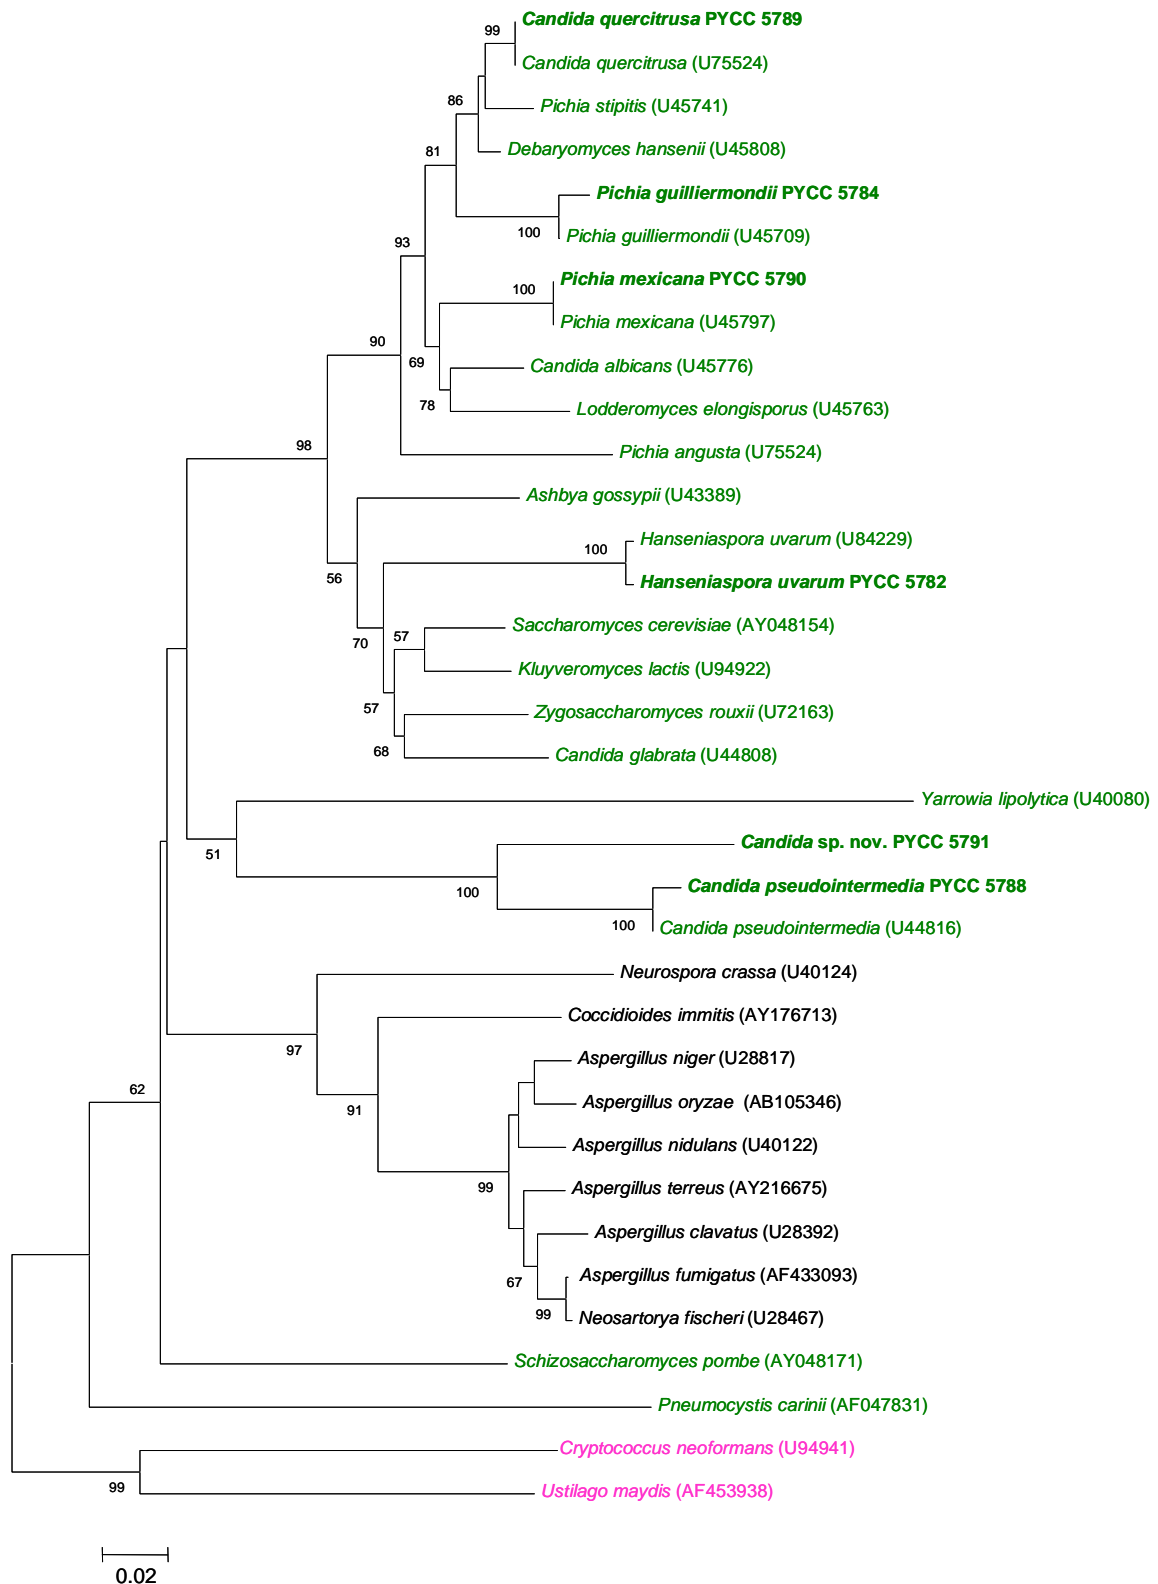 99
Candida quercitrusa PYCC 5789
Candida quercitrusa (U75524)
86
Pichia stipitis (U45741)
81
Debaryomyces hansenii (U45808)
Pichia guilliermondii PYCC 5784
100
Pichia guilliermondii (U45709)
93
Pichia mexicana PYCC 5790
100
Pichia mexicana (U45797)
90
69
Candida albicans (U45776)
78
Lodderomyces elongisporus (U45763)
98
Pichia angusta (U75524)
Ashbya gossypii (U43389)
100
Hanseniaspora uvarum (U84229)
56
Hanseniaspora uvarum PYCC 5782
70
57
Saccharomyces cerevisiae (AY048154)
Kluyveromyces lactis (U94922)
57
Zygosaccharomyces rouxii (U72163)
68
Candida glabrata (U44808)
Yarrowia lipolytica (U40080)
51
Candida sp. nov. PYCC 5791
100
Candida pseudointermedia PYCC 5788
100
Candida pseudointermedia (U44816)
Neurospora crassa (U40124)
97
Coccidioides immitis (AY176713)
Aspergillus niger (U28817)
62
91
Aspergillus oryzae (AB105346)
Aspergillus nidulans (U40122)
99
Aspergillus terreus (AY216675)
Aspergillus clavatus (U28392)
67
Aspergillus fumigatus (AF433093)
99
Neosartorya fischeri (U28467)
Schizosaccharomyces pombe (AY048171)
Pneumocystis carinii (AF047831)
Cryptococcus neoformans (U94941)
99
Ustilago maydis (AF453938)
0.02